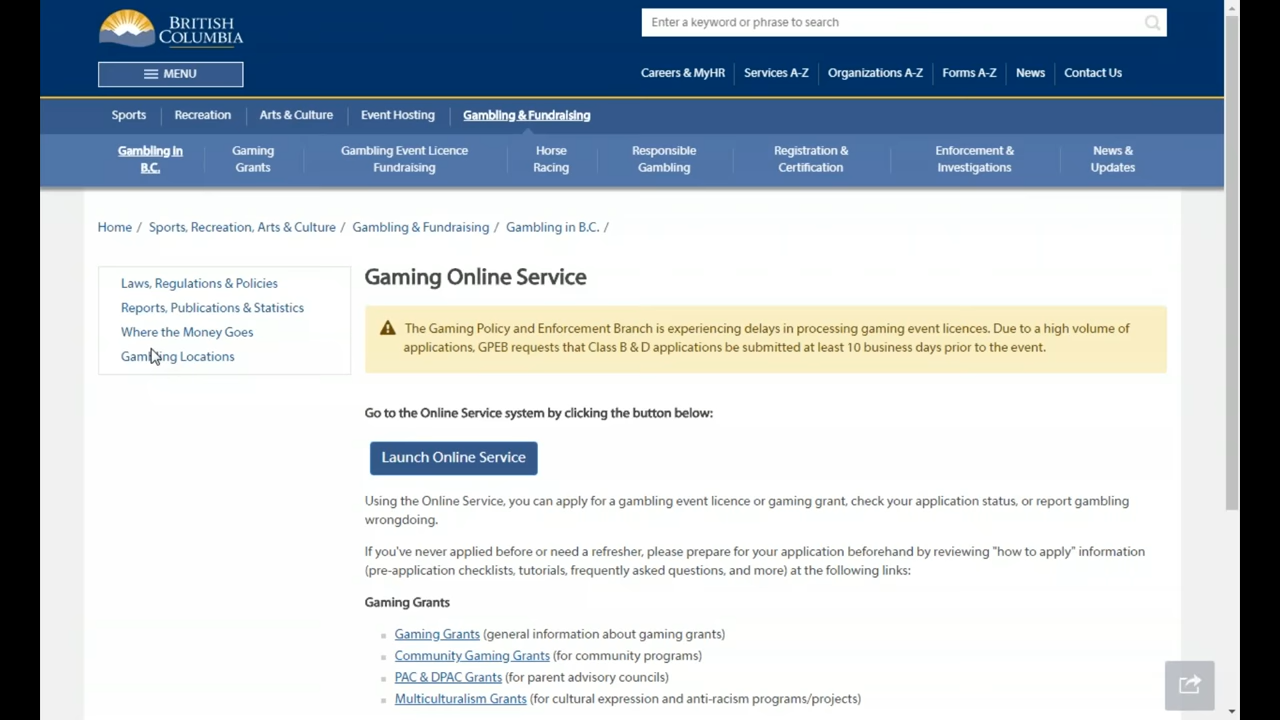 BRITISH
COLUMBIA
Enter a keyword or phrase to search
MENU
Careers & MyHR
Services A-Z
Organizations A-Z
Forms A-Z
News
Contact Us
Sports
Recreation
Arts & Culture
Event Hosting
Gambling & Fundraising
Gambling in
B.C.
Gaming
Grants
Gambling Event Licence
Fundraising
Horse
Racing
Responsible
Gambling
Registration &
Certification
Enforcement &
Investigations
News &
Updates
Home / Sports, Recreation, Arts & Culture / Gambling & Fundraising / Gambling in B.C. /
Laws, Regulations & Policies
Reports, Publications & Statistics
Where the Money Goes
Gambling Locations
Gaming Online Service
The Gaming Policy and Enforcement Branch is experiencing delays in processing gaming event licences. Due to a high volume of
applications, GPEB requests that Class B & D applications be submitted at least 10 business days prior to the event.
Go to the Online Service system by clicking the button below:
Launch Online Service
Using the Online Service, you can apply for a gambling event licence or gaming grant, check your application status, or report gambling
wrongdoing.
If you've never applied before or need a refresher, please prepare for your application beforehand by reviewing "how to apply" information
(pre-application checklists, tutorials, frequently asked questions, and more) at the following links:
Gaming Grants
Gaming Grants (general information about gaming grants)
Community Gaming Grants (for community programs)
PAC & DPAC Grants (for parent advisory councils)
Multiculturalism Grants (for cultural expression and anti-racism programs/projects)